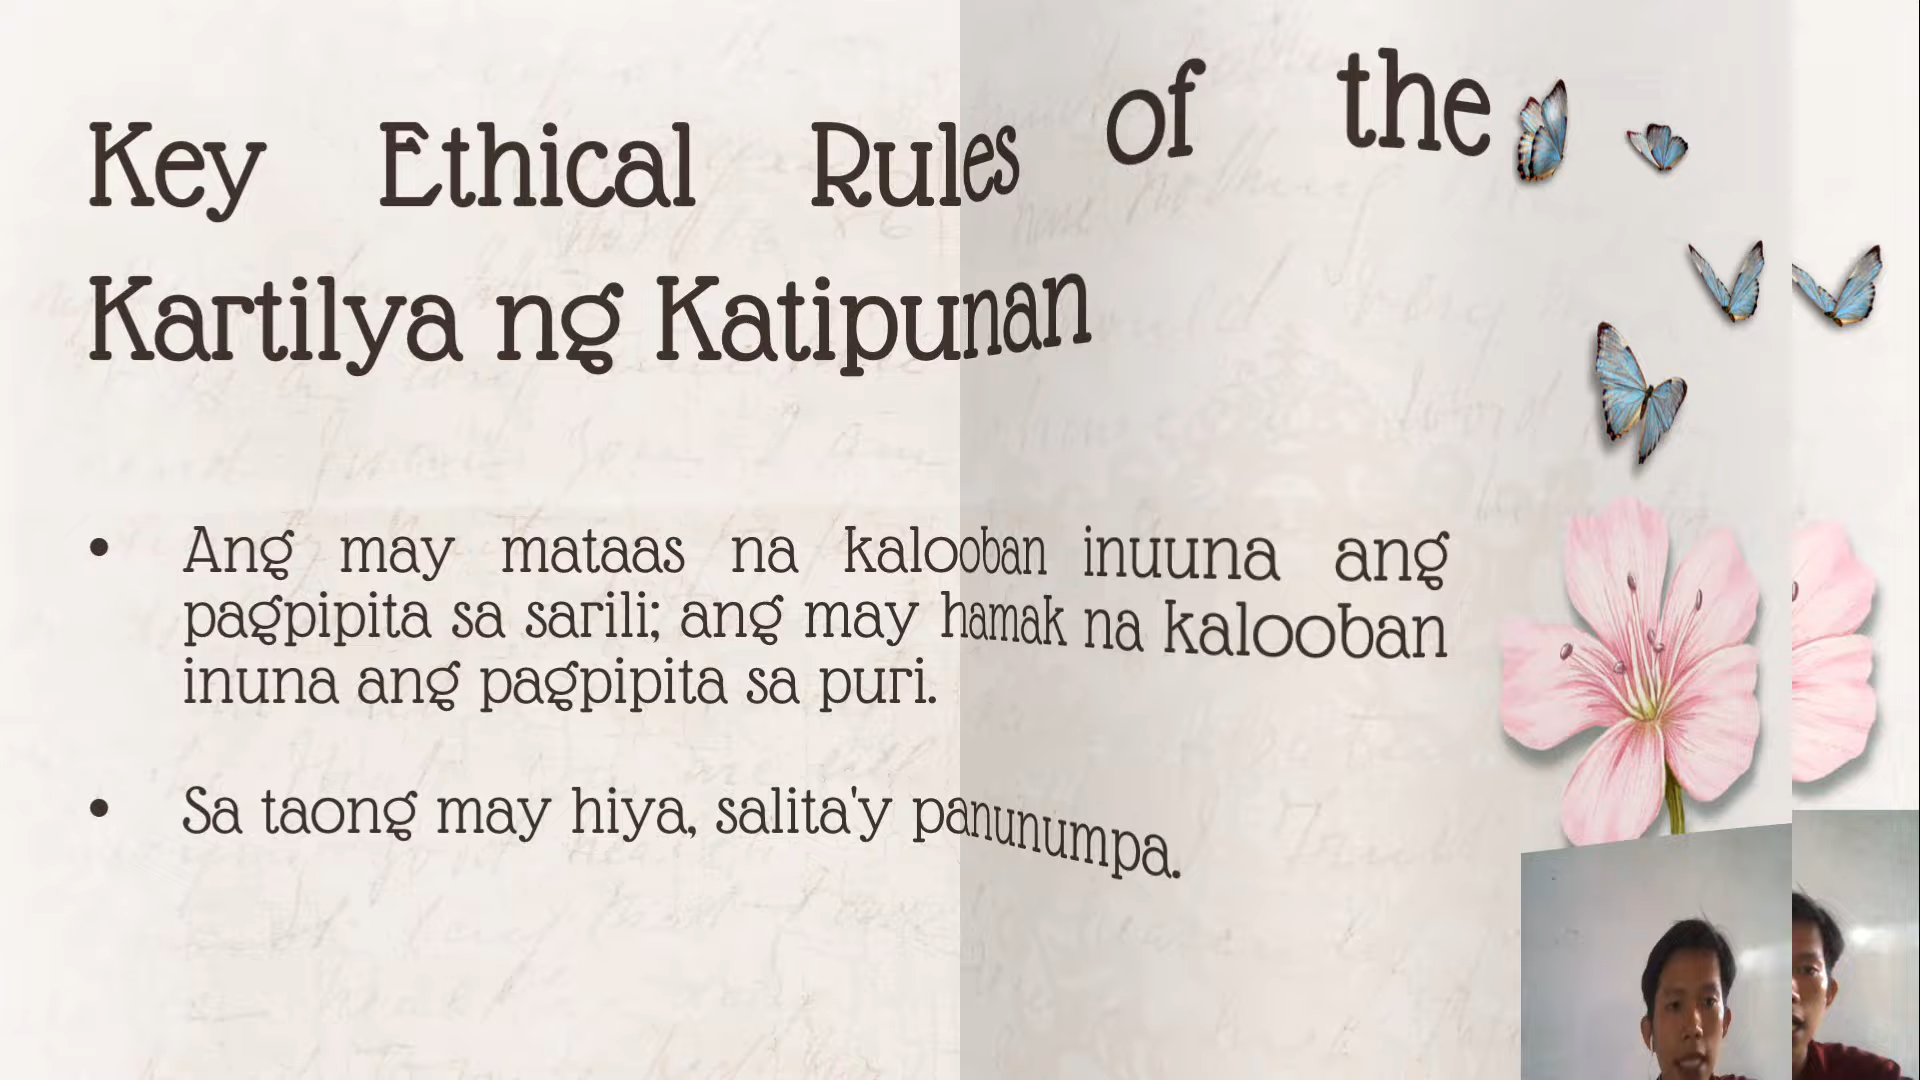 Key Ethical Rules of the
Kartilya ng Katipunan
• Ang may mataas na kalooban inuuna ang
pagpipita sa sarili; ang may hamak na kalooban
inuna ang pagpipita sa puri.
• Sa taong may hiya, salita'y panunumpa.